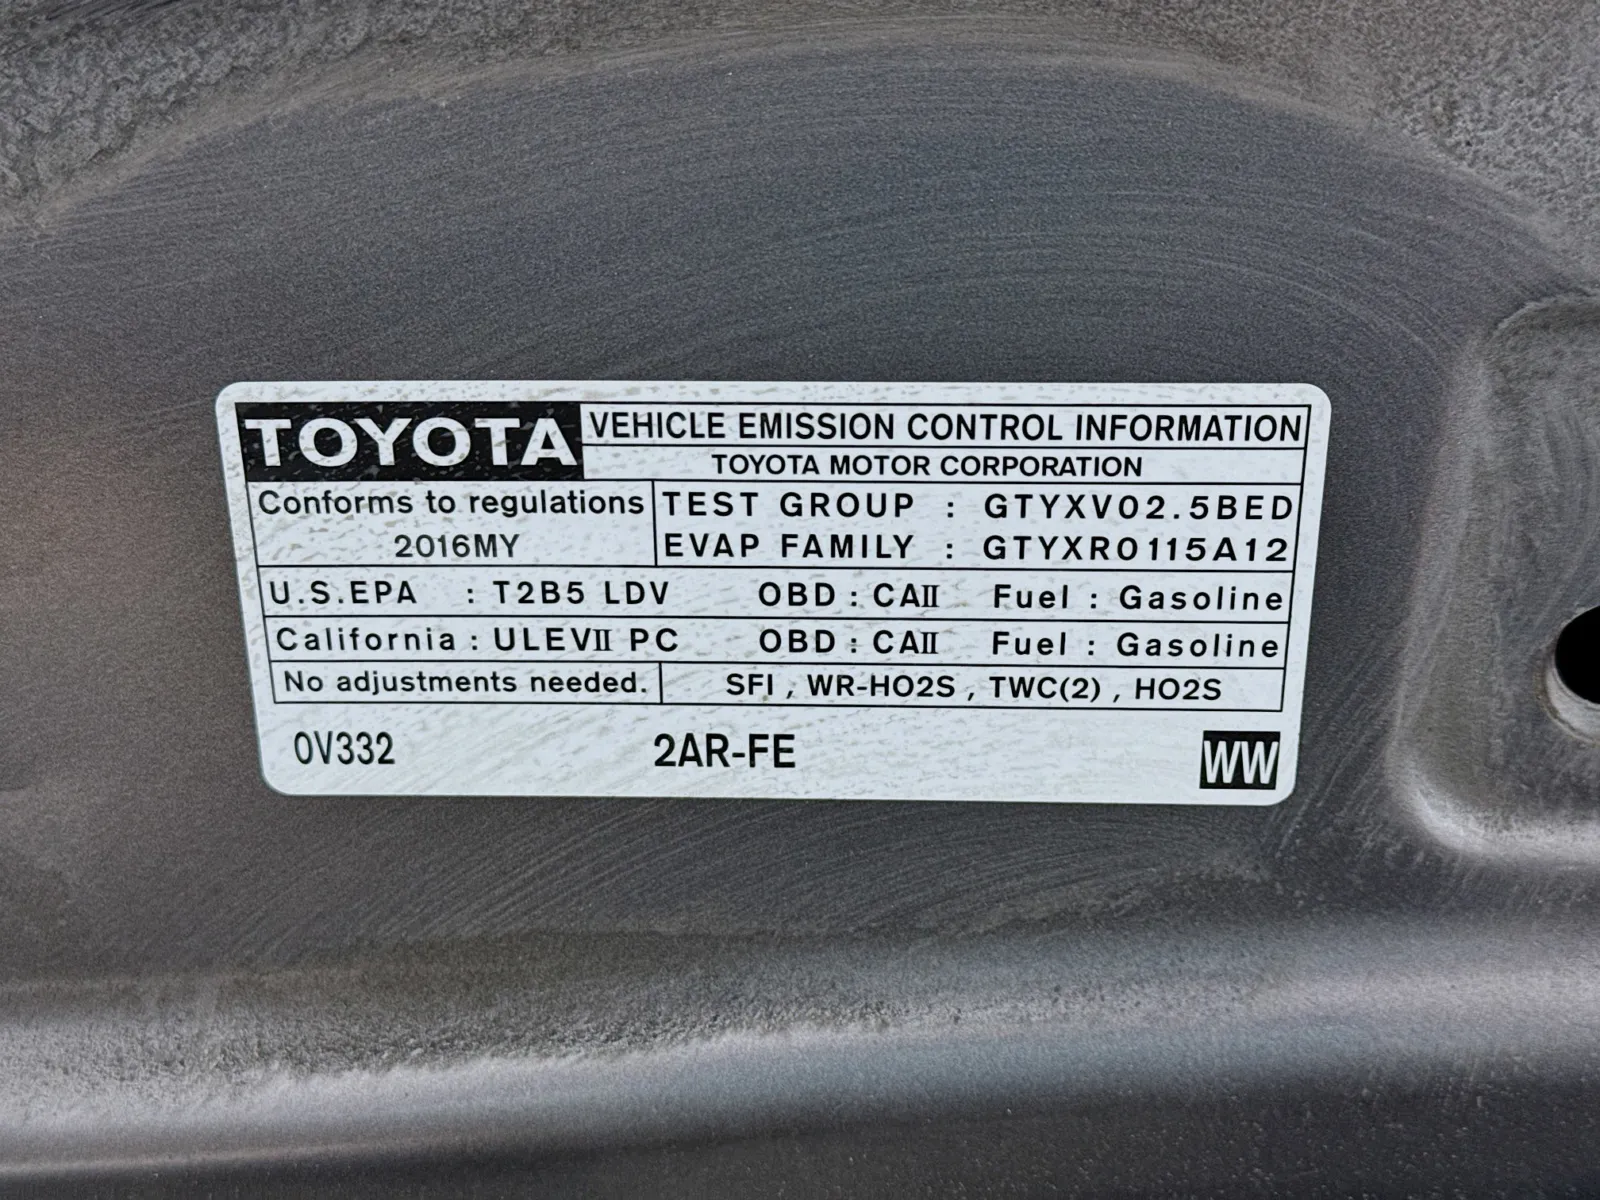 TOYOTA VEHICLE EMISSION CONTROL INFORMATION
TOYOTA MOTOR CORPORATION
Conforms to regulations
2016MY
TEST GROUP : GTYXV02.5BED
EVAP FAMILY : GTYXR0115A12
U.S.EPA : T2B5 LDV OBD : CAII Fuel : Gasoline
California : ULEVII PC OBD : CAII Fuel : Gasoline
No adjustments needed. SFI , WR-HO2S , TWC(2) , HO2S
0V332 2AR-FE WW